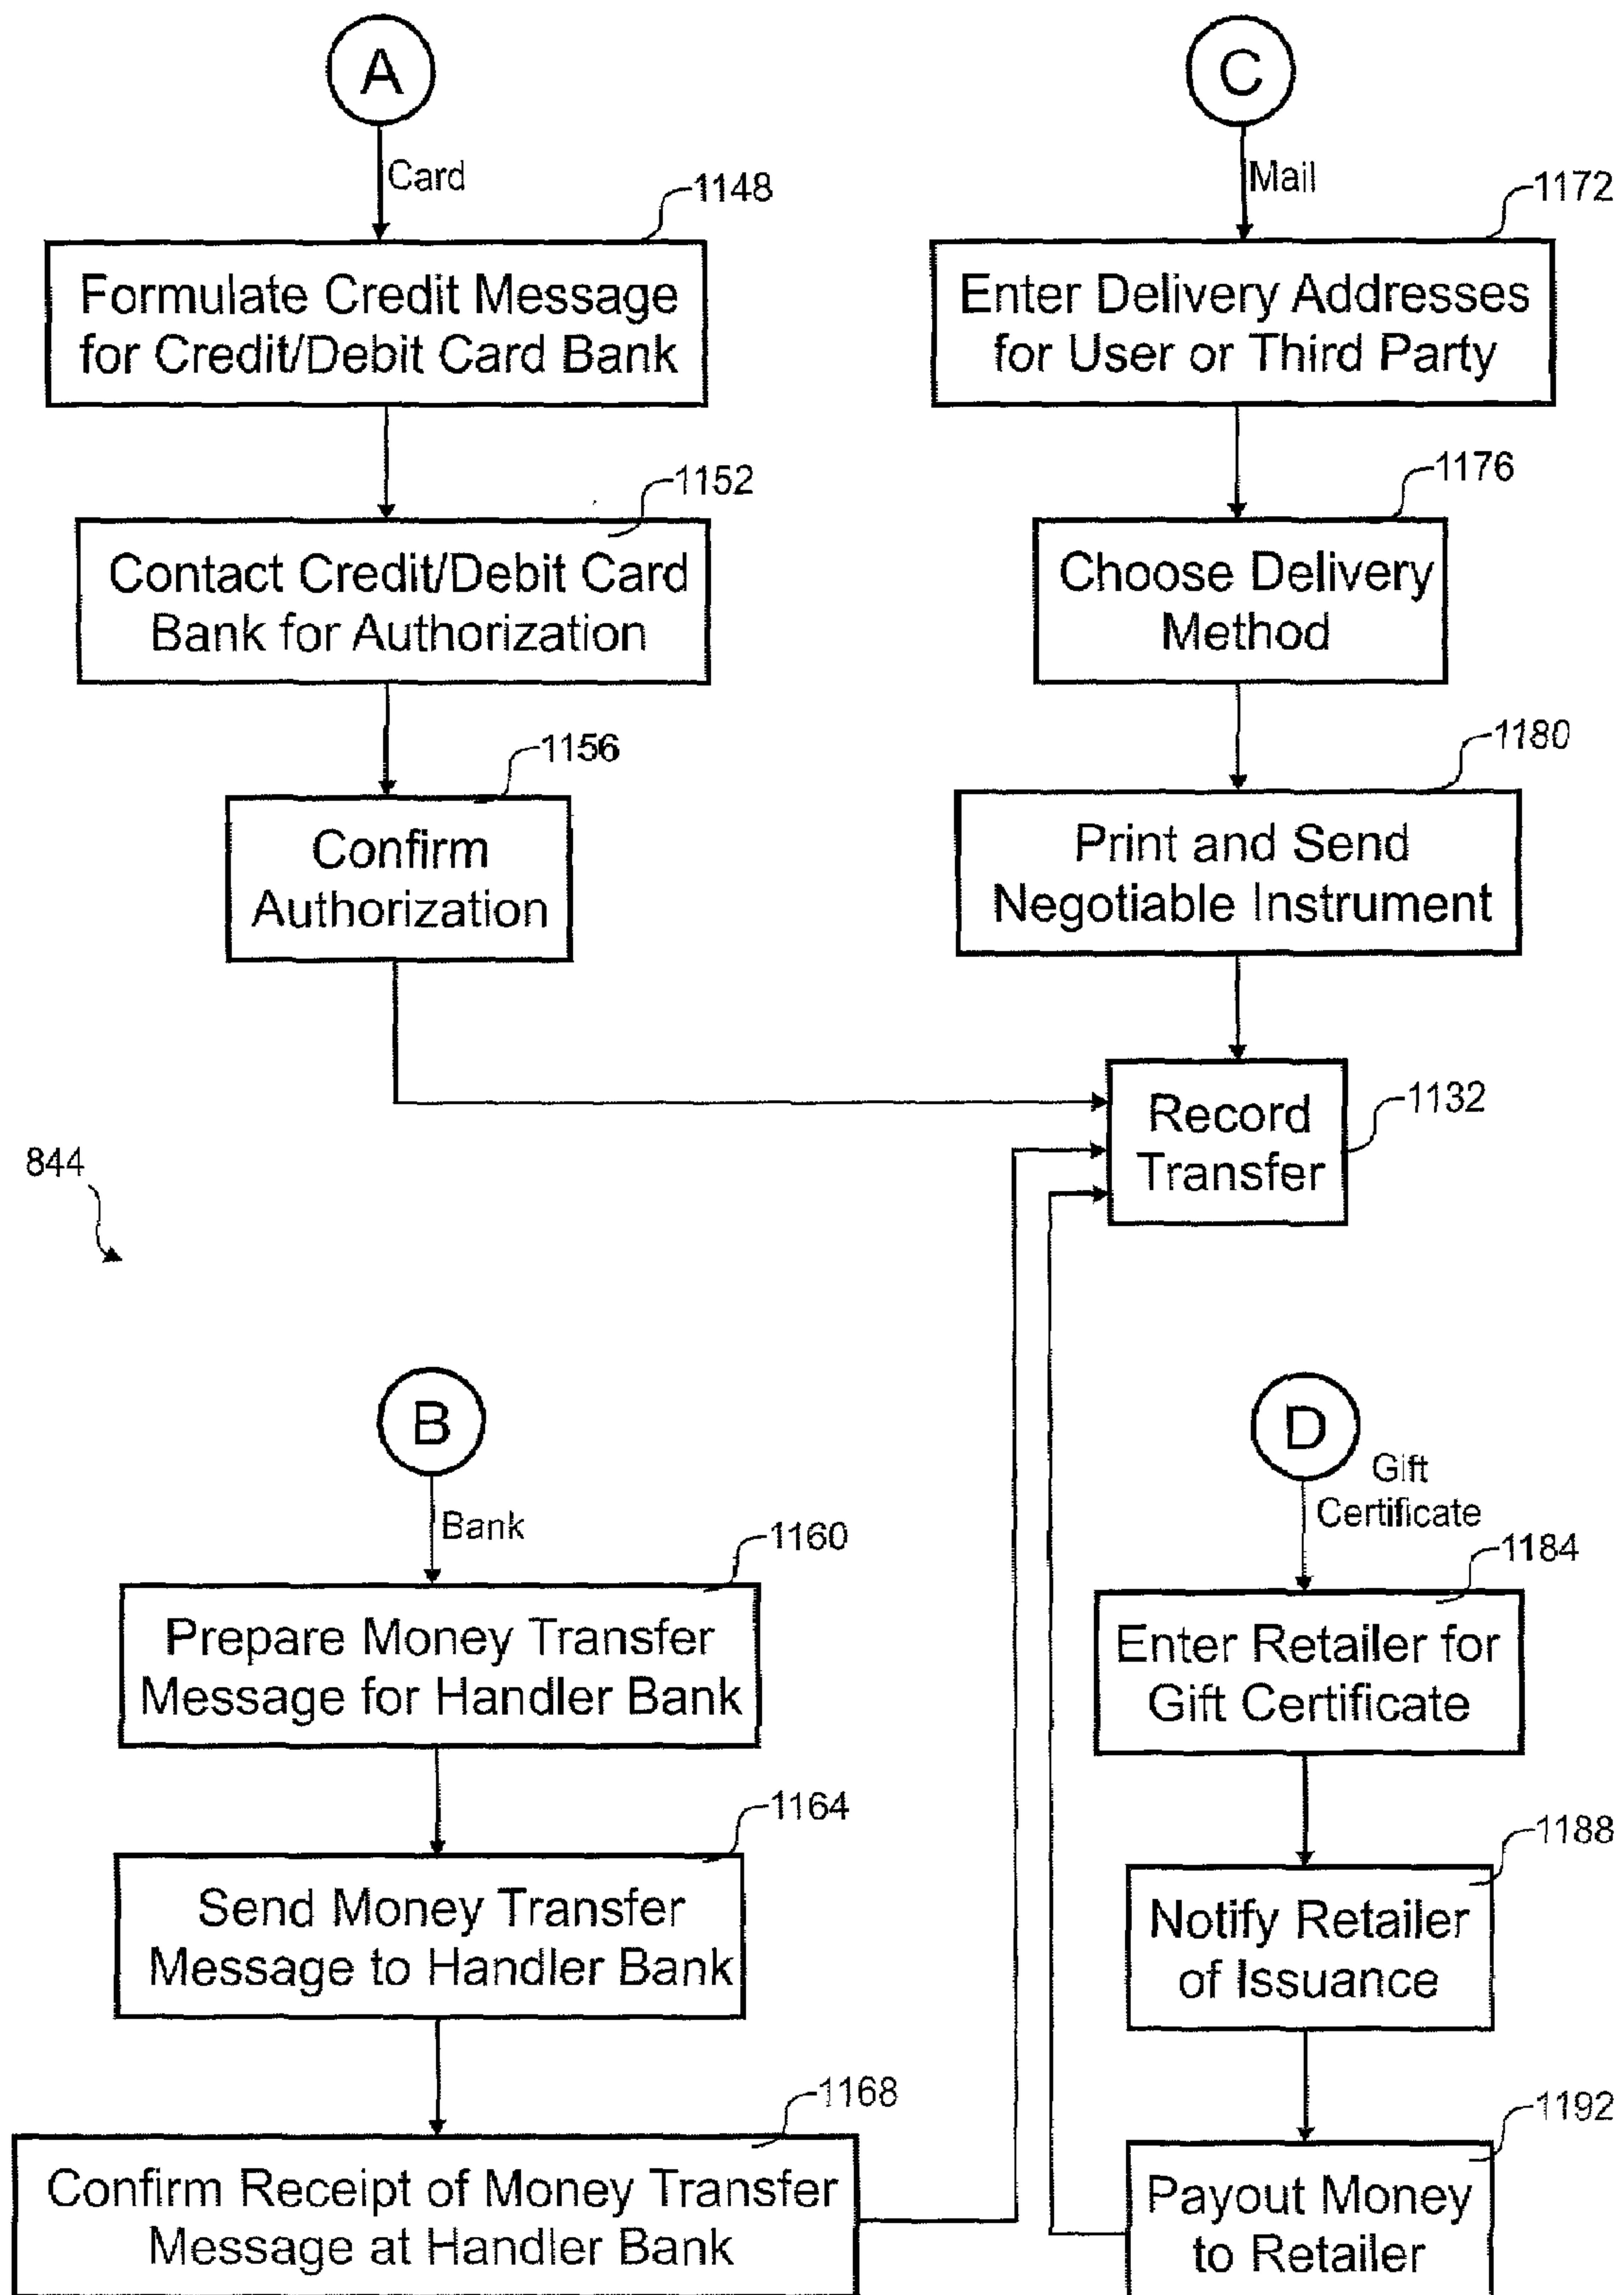 A
Card
1148
Formulate Credit Message
for Credit/Debit Card Bank
1152
Contact Credit/Debit Card
Bank for Authorization
1156
Confirm
Authorization
C
Mail
1172
Enter Delivery Addresses
for User or Third Party
1176
Choose Delivery
Method
1180
Print and Send
Negotiable Instrument
1132
Record
Transfer
844
B
Bank
1160
Prepare Money Transfer
Message for Handler Bank
1164
Send Money Transfer
Message to Handler Bank
1168
Confirm Receipt of Money Transfer
Message at Handler Bank
D
Gift
Certificate
1184
Enter Retailer for
Gift Certificate
1188
Notify Retailer
of Issuance
1192
Payout Money
to Retailer